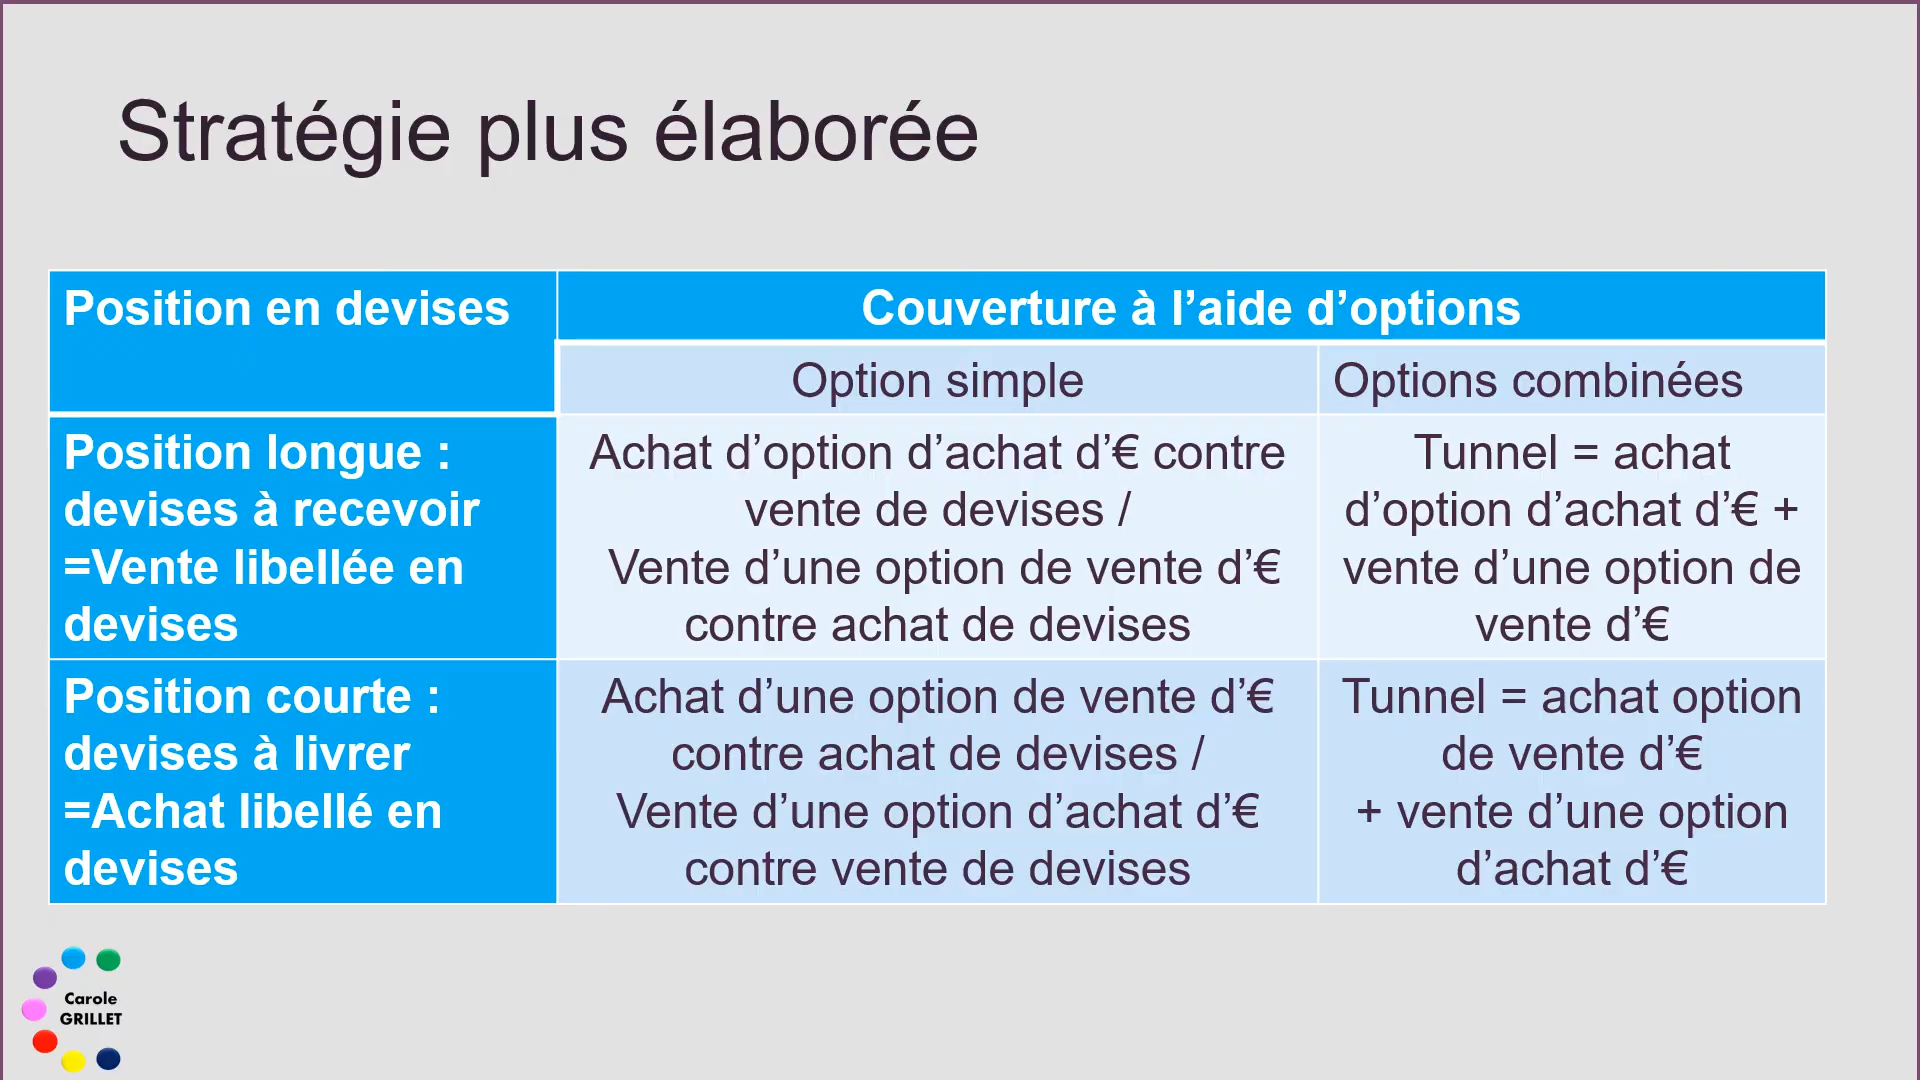 Stratégie plus élaborée
Position en devises
Couverture à l’aide d’options
Option simple
Options combinées
Position longue :
devises à recevoir
=Vente libellée en
devises
Achat d’option d’achat d’€ contre
vente de devises /
Vente d’une option de vente d’€
contre achat de devises
Tunnel = achat
d’option d’achat d’€ +
vente d’une option de
vente d’€
Position courte :
devises à livrer
=Achat libellé en
devises
Achat d’une option de vente d’€
contre achat de devises /
Vente d’une option d’achat d’€
contre vente de devises
Tunnel = achat option
de vente d’€
+ vente d’une option
d’achat d’€
Carole
GRILLET